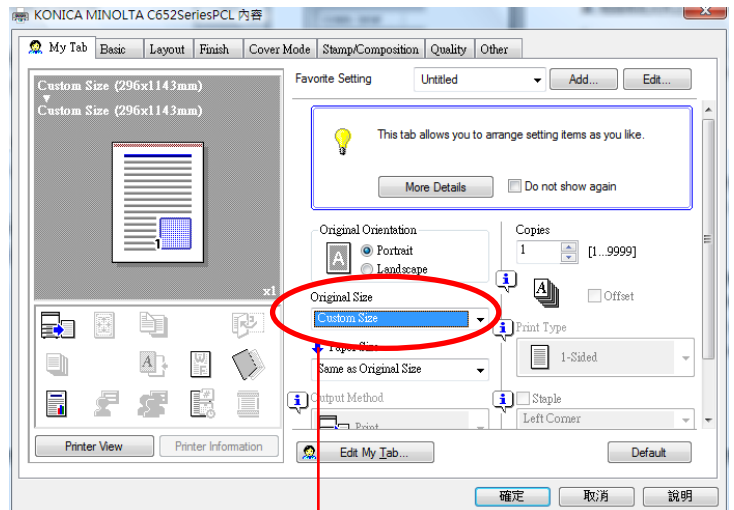 KONICA MINOLTA C652SeriesPCL 內容
My Tab Basic Layout Finish Cover Mode Stamp/Composition Quality Other
Custom Size (296x1143mm)
Custom Size (296x1143mm)
1
x1
Printer View Printer Information
Favorite Setting Untitled Add... Edit...
This tab allows you to arrange setting items as you like.
More Details Do not show again
Original Orientation
A
Portrait
Landscape
Original Size
Custom Size
Paper Size
Same as Original Size
Output Method
Print
Copies
1 [1...9999]
A
Offset
Print Type
1-Sided
Staple
Left Corner
Edit My Tab... Default
確定 取消 說明